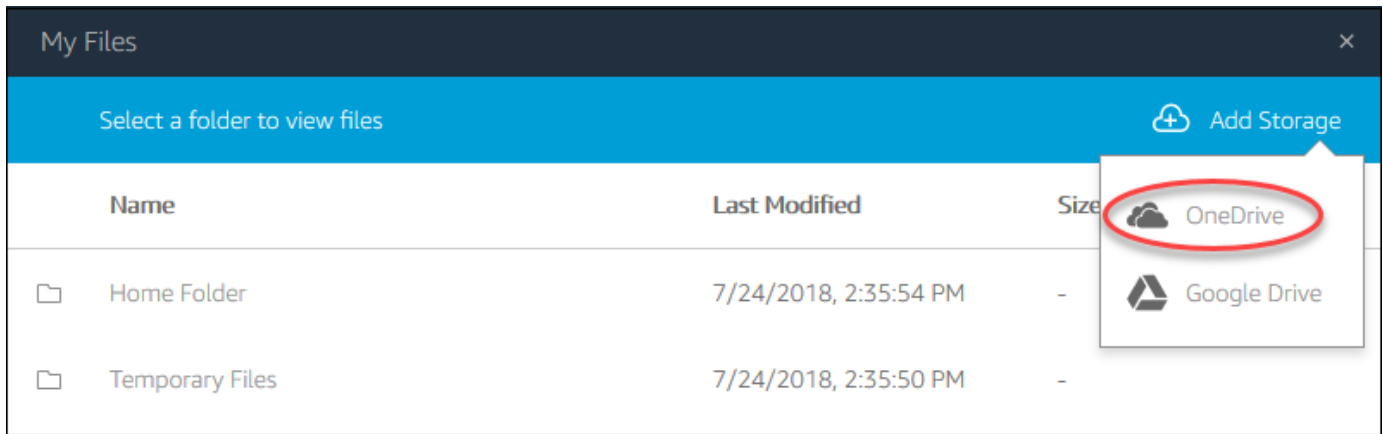 My Files ×
Select a folder to view files Add Storage
Name Last Modified Size
OneDrive
Home Folder 7/24/2018, 2:35:54 PM -
Google Drive
Temporary Files 7/24/2018, 2:35:50 PM -